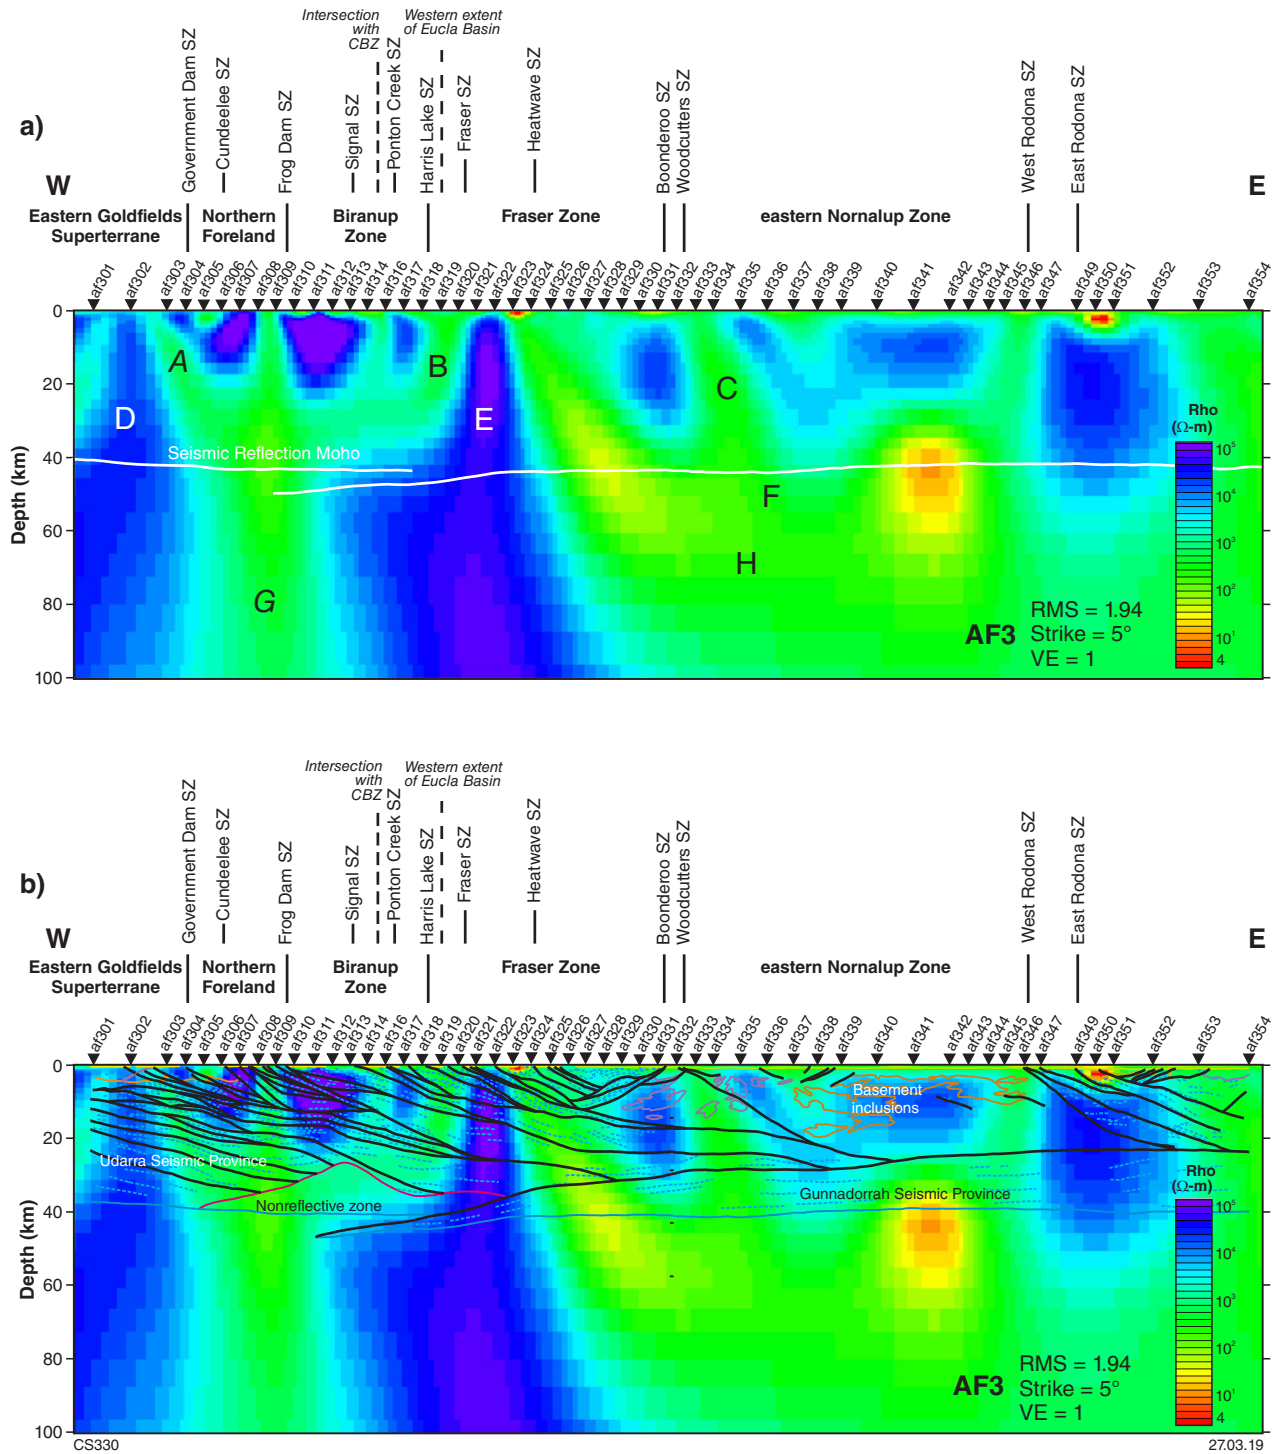 a)
Intersection
with
CBZ
Western extent
of Eucla Basin
Government Dam SZ
Cundeelee SZ
Frog Dam SZ
Signal SZ
Ponton Creek SZ
Harris Lake SZ
Fraser SZ
Heatwave SZ
Boonderoo SZ
Woodcutters SZ
West Rodona SZ
East Rodona SZ
W
E
Eastern Goldfields
Superterrane
Northern
Foreland
Biranup
Zone
Fraser Zone
eastern Nornalup Zone
af301
af302
af303
af304
af305
af306
af307
af308
af309
af310
af311
af312
af313
af314
af316
af317
af318
af319
af320
af321
af322
af323
af324
af325
af326
af327
af328
af329
af330
af331
af332
af333
af334
af335
af336
af337
af338
af339
af340
af341
af342
af343
af344
af345
af346
af347
af349
af350
af351
af352
af353
af354
0
20
40
60
80
100
Depth (km)
A
B
C
D
E
Seismic Reflection Moho
F
G
H
Rho
(Ω-m)
10⁵
10⁴
10³
10²
10¹
4
AF3
RMS = 1.94
Strike = 5°
VE = 1
b)
Intersection
with
CBZ
Western extent
of Eucla Basin
Government Dam SZ
Cundeelee SZ
Frog Dam SZ
Signal SZ
Ponton Creek SZ
Harris Lake SZ
Fraser SZ
Heatwave SZ
Boonderoo SZ
Woodcutters SZ
West Rodona SZ
East Rodona SZ
W
E
Eastern Goldfields
Superterrane
Northern
Foreland
Biranup
Zone
Fraser Zone
eastern Nornalup Zone
af301
af302
af303
af304
af305
af306
af307
af308
af309
af310
af311
af312
af313
af314
af316
af317
af318
af319
af320
af321
af322
af323
af324
af325
af326
af327
af328
af329
af330
af331
af332
af333
af334
af335
af336
af337
af338
af339
af340
af341
af342
af343
af344
af345
af346
af347
af349
af350
af351
af352
af353
af354
0
20
40
60
80
100
Depth (km)
Basement
inclusions
Udarra Seismic Province
Nonreflective zone
Gunnadorrah Seismic Province
Rho
(Ω-m)
10⁵
10⁴
10³
10²
10¹
4
AF3
RMS = 1.94
Strike = 5°
VE = 1
CS330
27.03.19